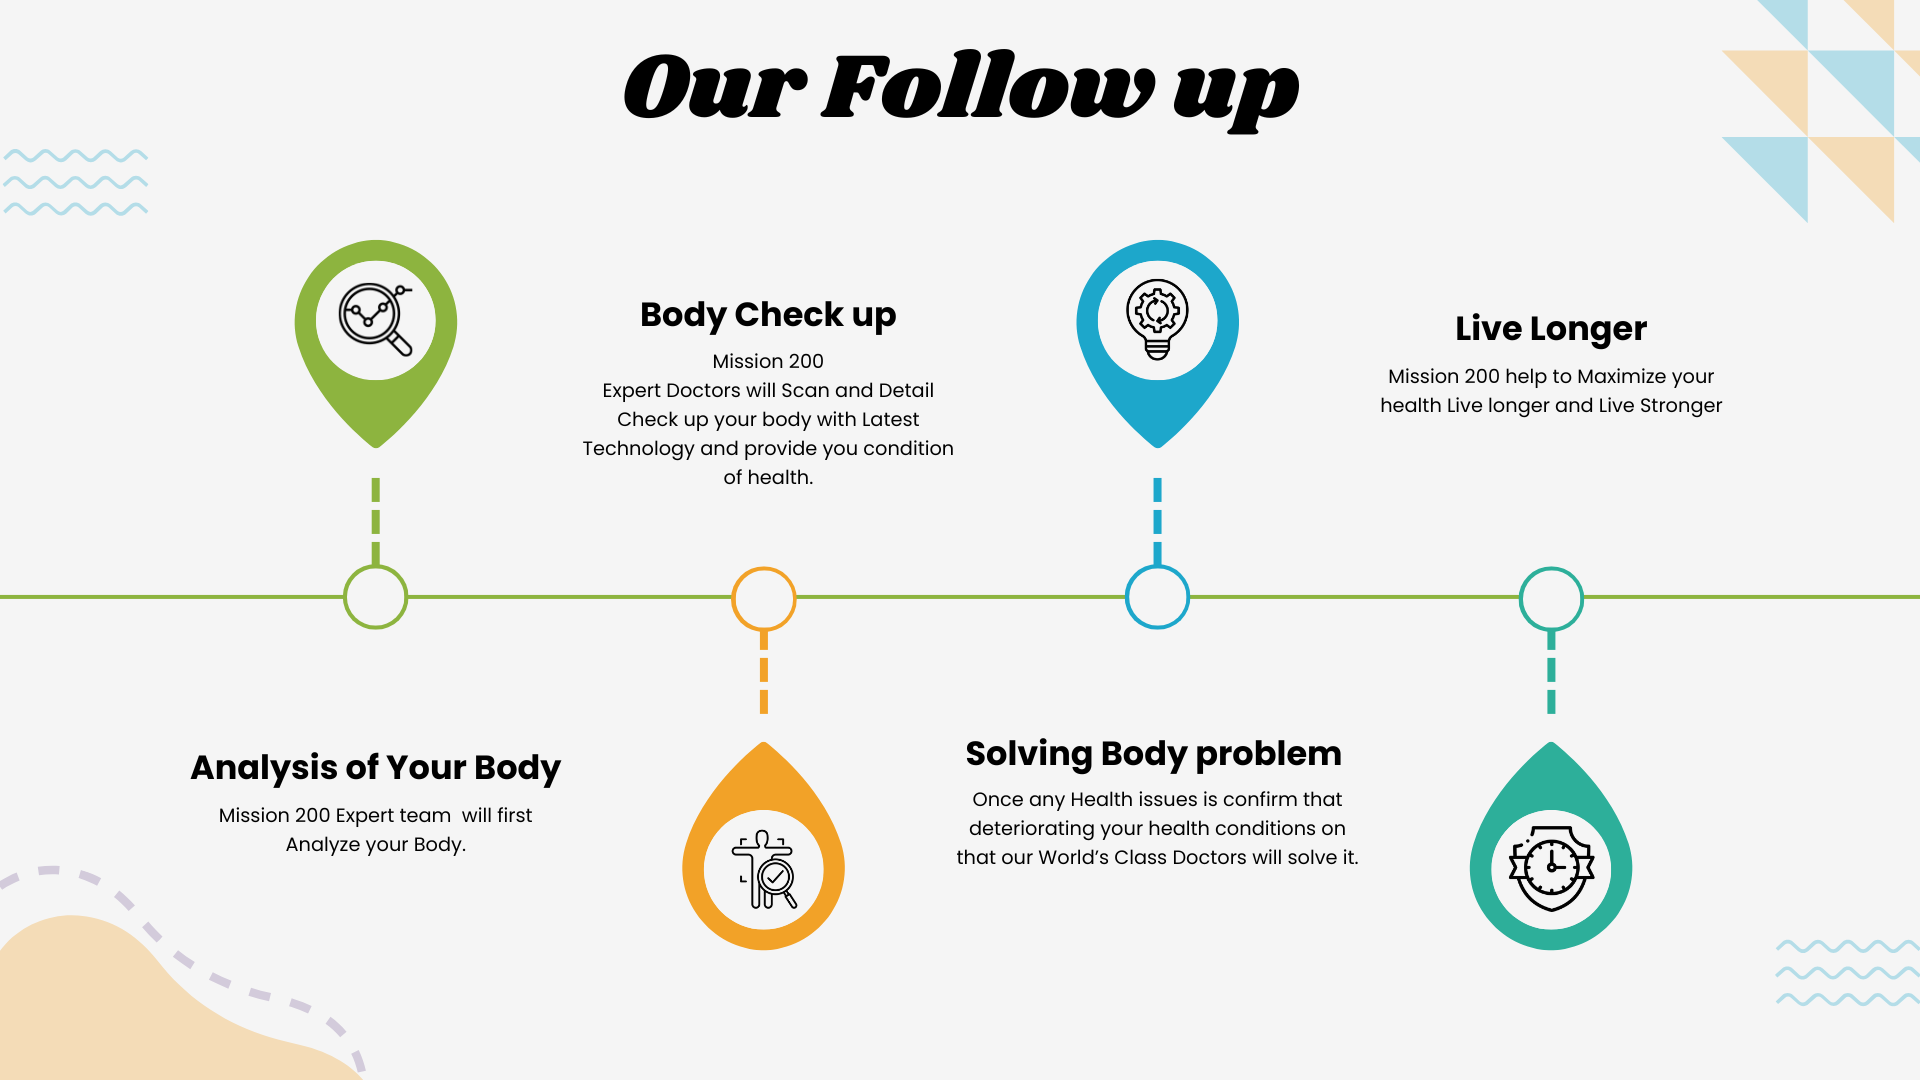 Our Follow up
Analysis of Your Body
Mission 200 Expert team  will first
Analyze your Body.
Body Check up
Mission 200
Expert Doctors will Scan and Detail
Check up your body with Latest
Technology and provide you condition
of health.
Solving Body problem
Once any Health issues is confirm that
deteriorating your health conditions on
that our World’s Class Doctors will solve it.
Live Longer
Mission 200 help to Maximize your
health Live longer and Live Stronger